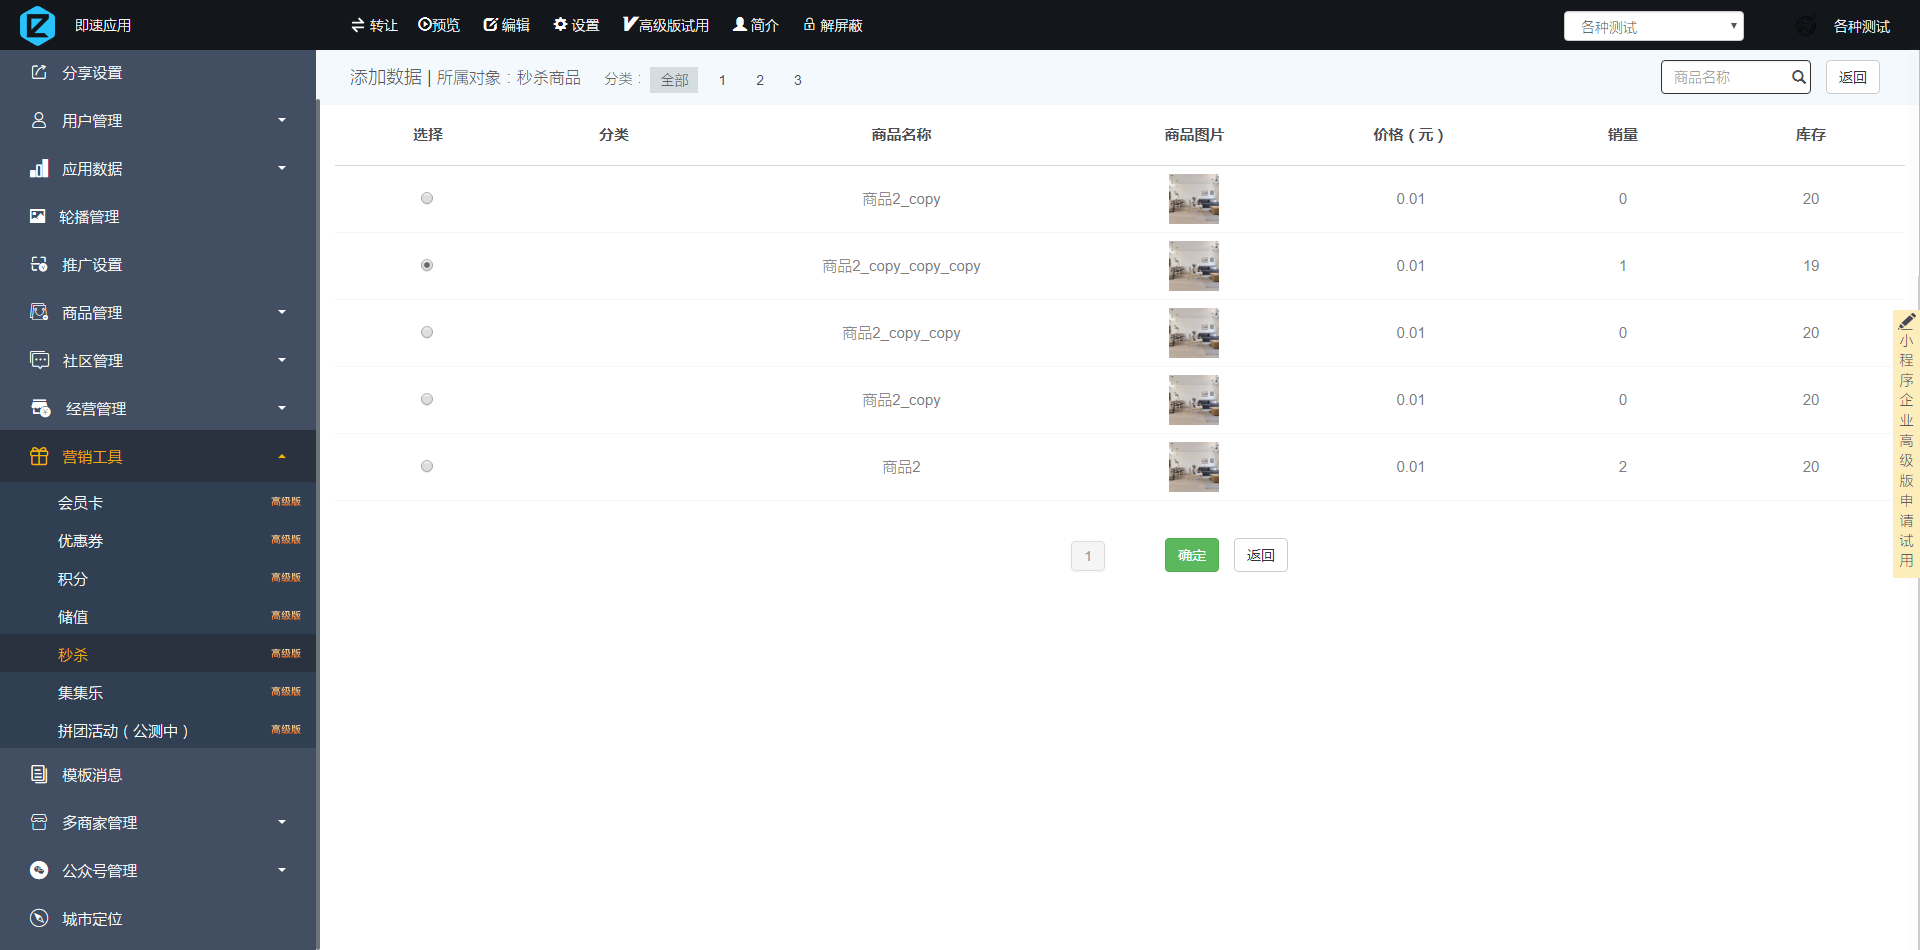 即速应用
转让 预览 编辑 设置 高级版试用 简介 解屏蔽
各种测试
各种测试
分享设置
用户管理
应用数据
轮播管理
推广设置
商品管理
社区管理
经营管理
营销工具
会员卡 高级版
优惠券 高级版
积分 高级版
储值 高级版
秒杀 高级版
集集乐 高级版
拼团活动（公测中） 高级版
模板消息
多商家管理
公众号管理
城市定位
添加数据 | 所属对象：秒杀商品 分类： 全部 1 2 3
商品名称 返回
选择 分类 商品名称 商品图片 价格（元） 销量 库存
商品2_copy 0.01 0 20
商品2_copy_copy_copy 0.01 1 19
商品2_copy_copy 0.01 0 20
商品2_copy 0.01 0 20
商品2 0.01 2 20
1 确定 返回
小程序企业高级版申请试用